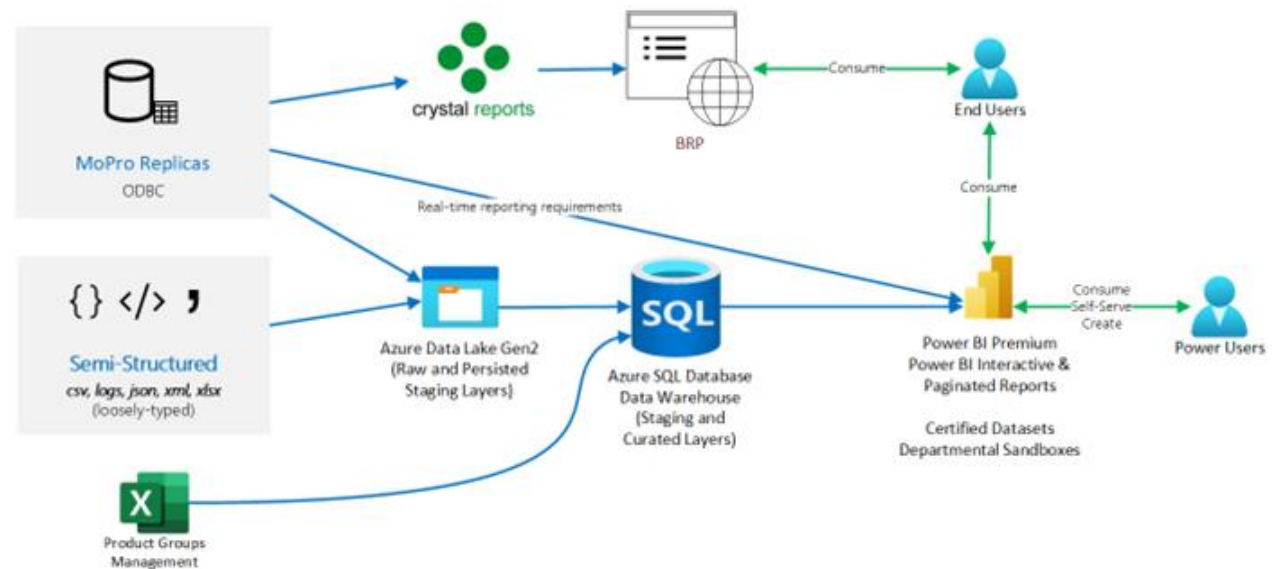 crystal reports
Consume
End Users
BRP
MoPro Replicas
ODBC
Consume
Real-time reporting requirements
{} </> ,
SQL
Consume
Self-Serve
Create
Power Users
Azure Data Lake Gen2
(Raw and Persisted
Staging Layers)
Power BI Premium
Power BI Interactive &
Paginated Reports
Semi-Structured
csv, logs, json, xml, xlsx
(loosely-typed)
Azure SQL Database
Data Warehouse
(Staging and
Curated Layers)
Certified Datasets
Departmental Sandboxes
X
Product Groups
Management